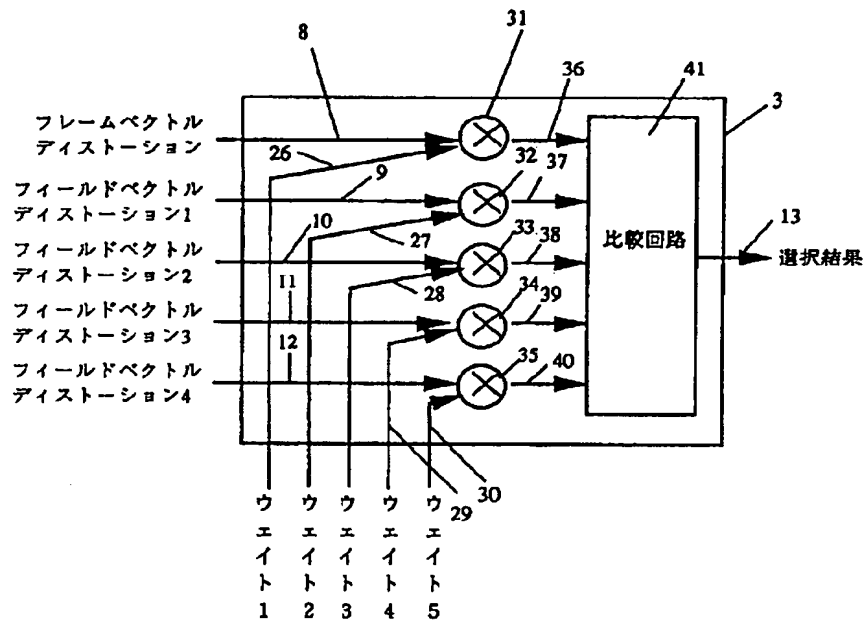 31
8
36
41
3
フレームベクトル
ディストーション
26
フィールドベクトル
ディストーション1
9
32
37
10
27
フィールドベクトル
ディストーション2
33
38
比較回路
13
選択結果
11
28
フィールドベクトル
ディストーション3
34
39
12
フィールドベクトル
ディストーション4
35
40
30
29
ウェイト1
ウェイト2
ウェイト3
ウェイト4
ウェイト5